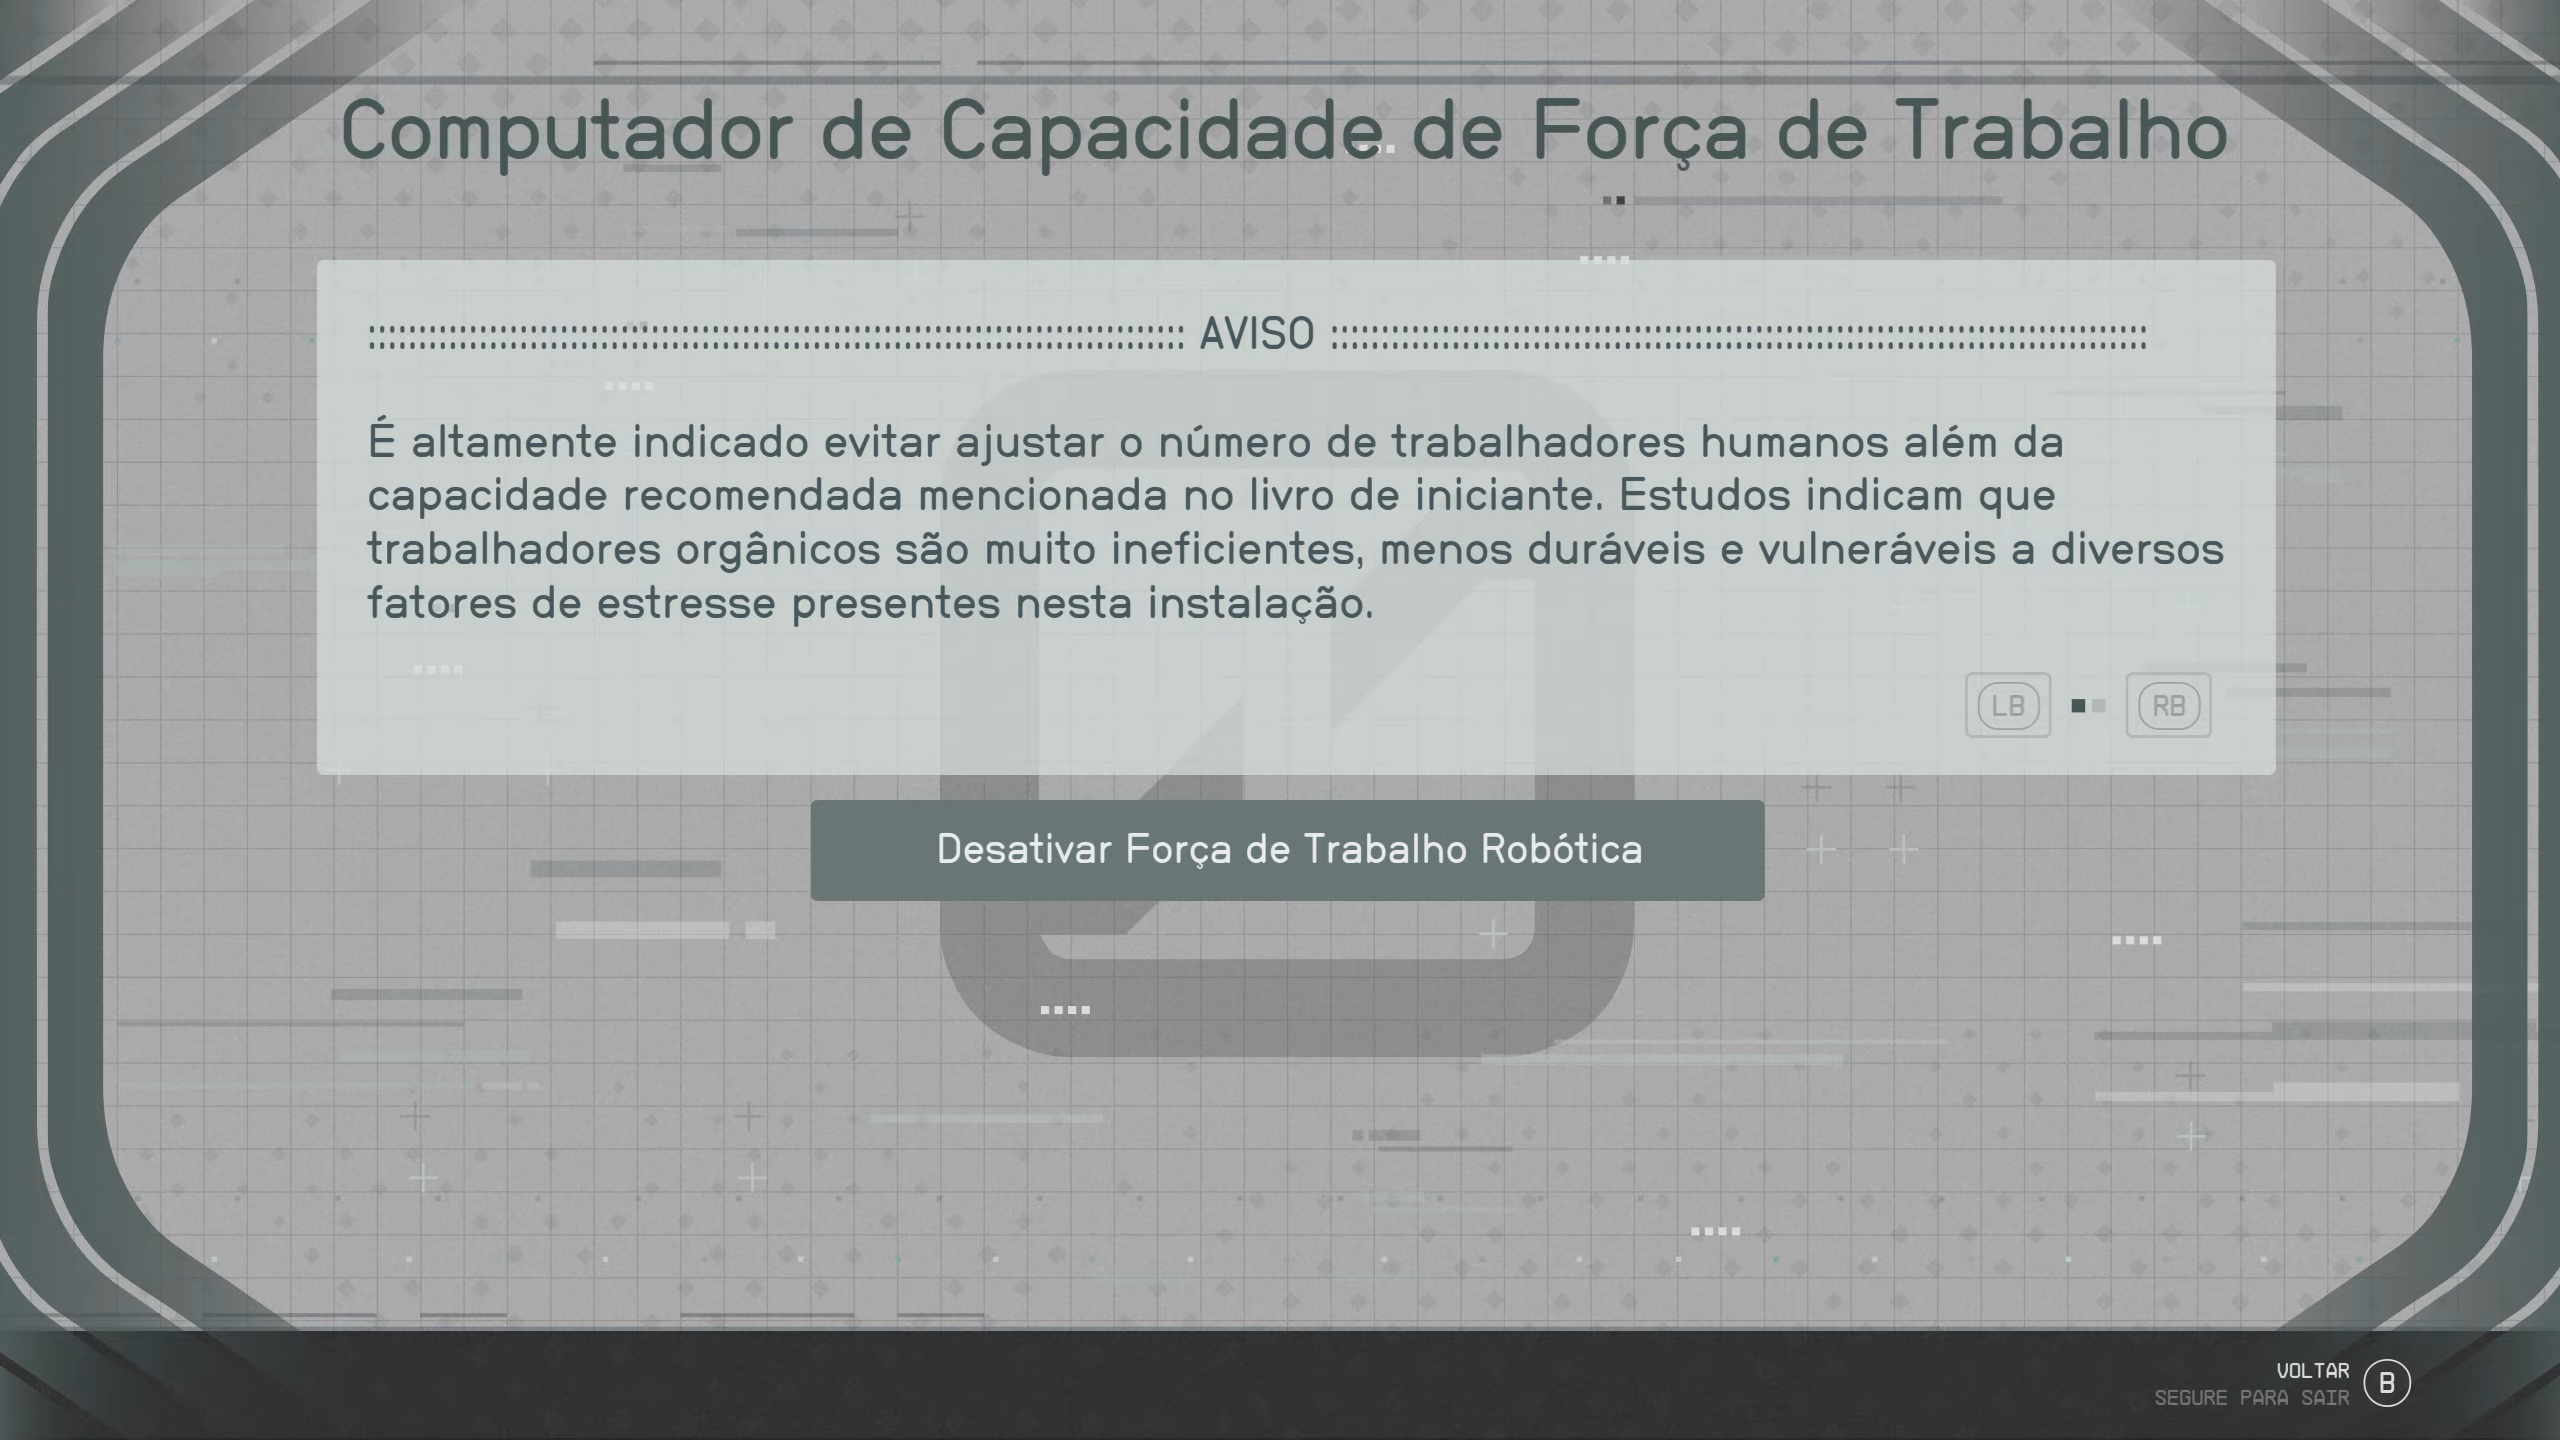 Computador de Capacidade de Força de Trabalho
AVISO
É altamente indicado evitar ajustar o número de trabalhadores humanos além da
capacidade recomendada mencionada no livro de iniciante. Estudos indicam que
trabalhadores orgânicos são muito ineficientes, menos duráveis e vulneráveis a diversos
fatores de estresse presentes nesta instalação.
LB RB
Desativar Força de Trabalho Robótica
VOLTAR B
SEGURE PARA SAIR